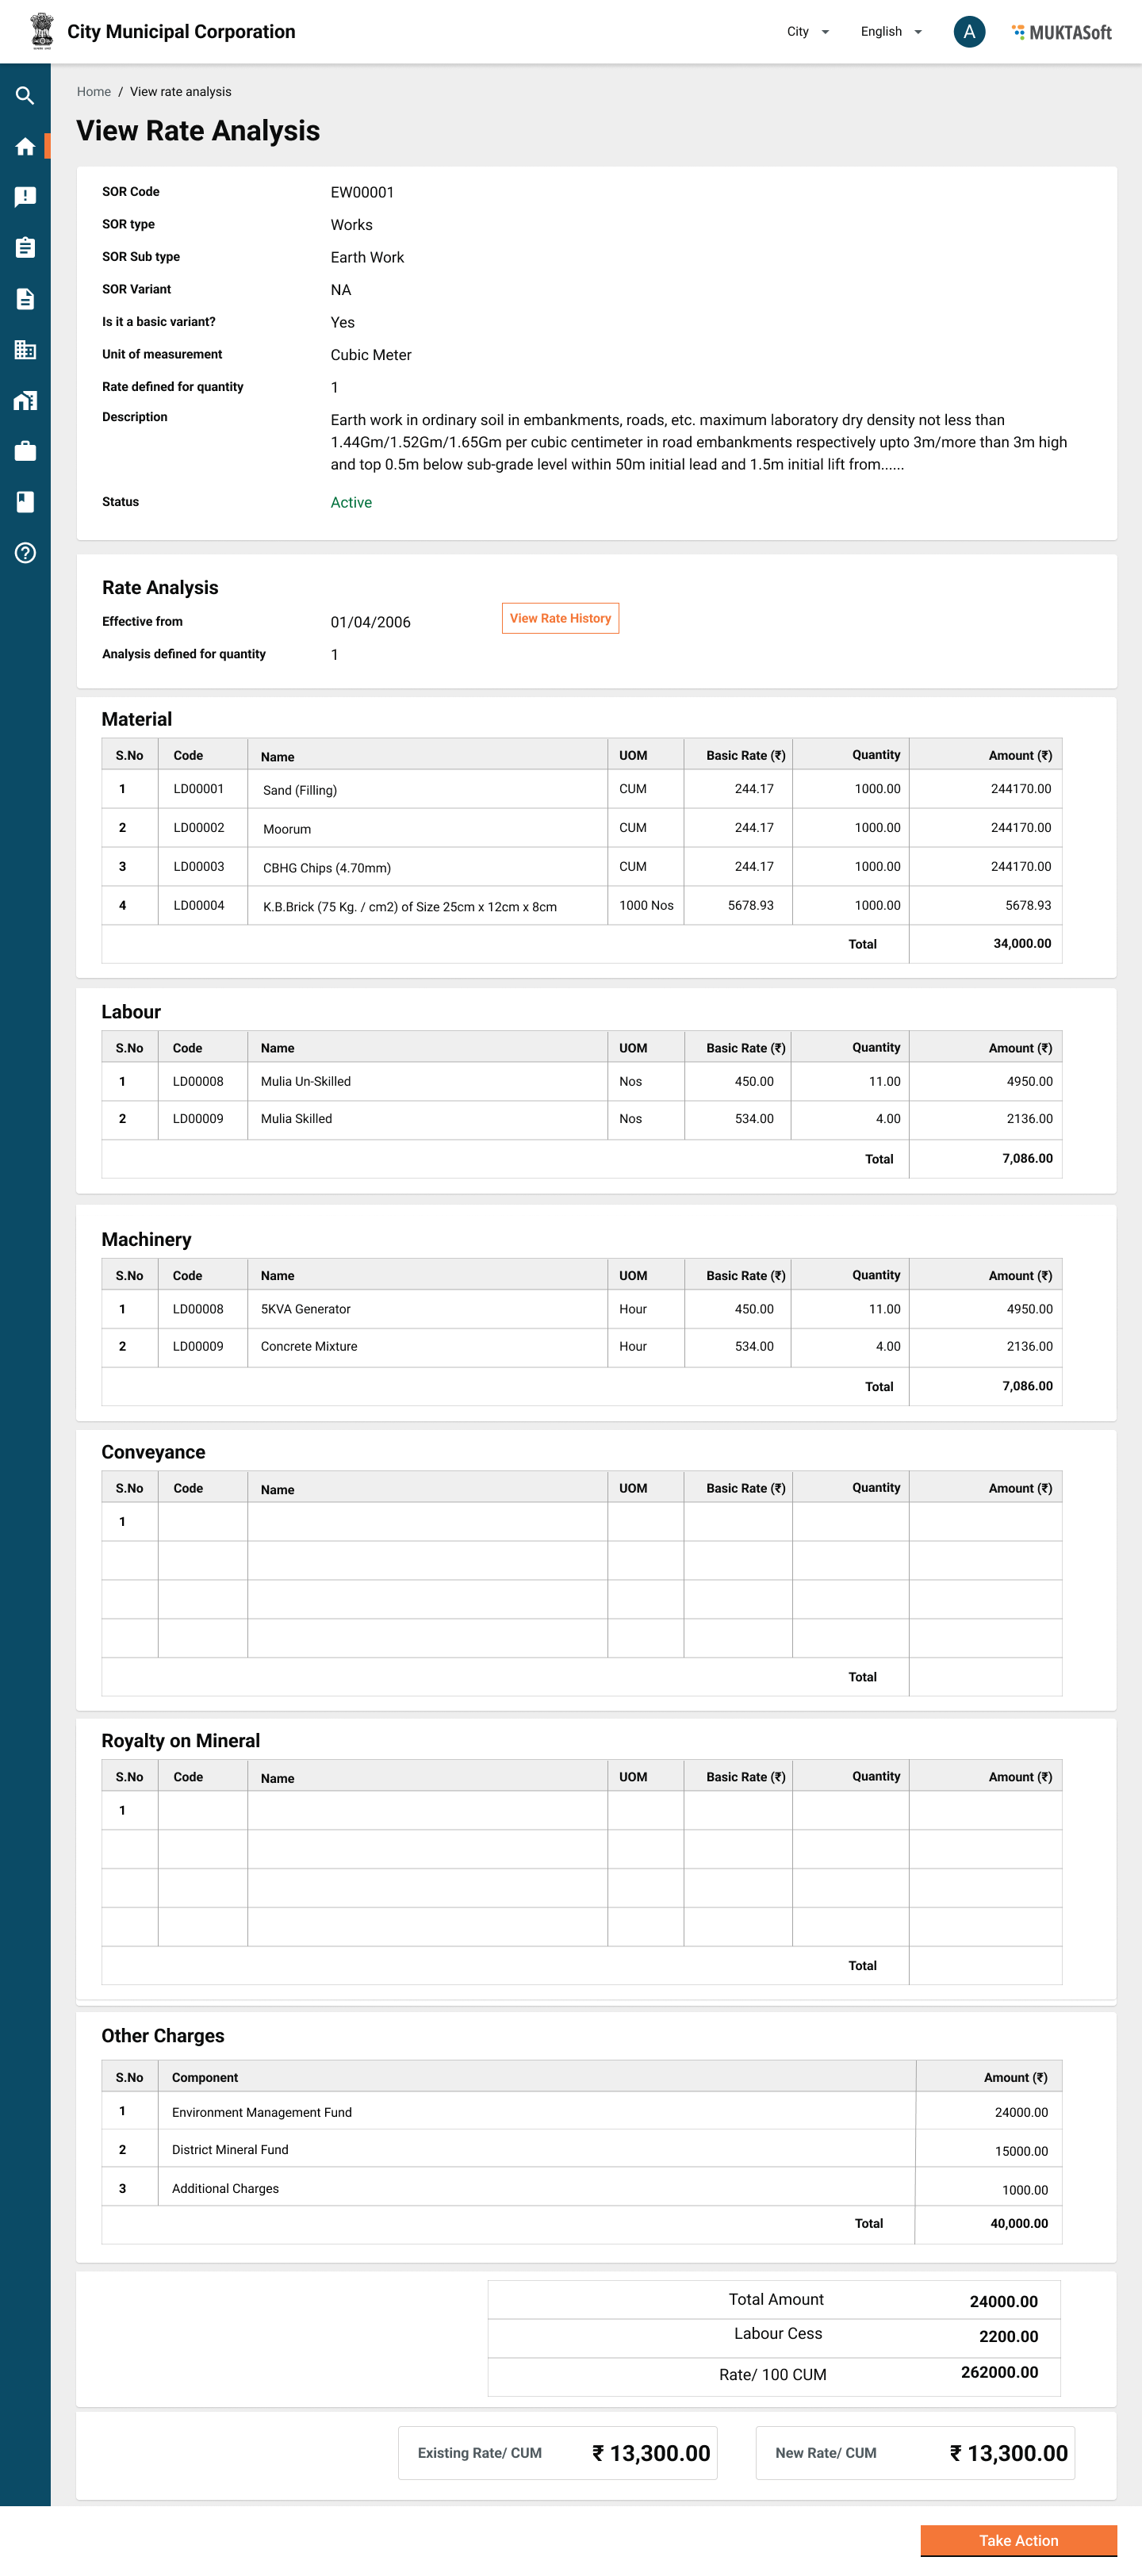 City Municipal Corporation City English A MUKTASoft
Home / View rate analysis
View Rate Analysis
SOR Code EW00001
SOR type Works
SOR Sub type Earth Work
SOR Variant NA
Is it a basic variant? Yes
Unit of measurement Cubic Meter
Rate defined for quantity 1
Description Earth work in ordinary soil in embankments, roads, etc. maximum laboratory dry density not less than
1.44Gm/1.52Gm/1.65Gm per cubic centimeter in road embankments respectively upto 3m/more than 3m high
and top 0.5m below sub-grade level within 50m initial lead and 1.5m initial lift from......
Status Active
Rate Analysis
Effective from 01/04/2006 View Rate History
Analysis defined for quantity 1
Material
S.No Code Name UOM Basic Rate (₹) Quantity Amount (₹)
1 LD00001 Sand (Filling) CUM 244.17 1000.00 244170.00
2 LD00002 Moorum CUM 244.17 1000.00 244170.00
3 LD00003 CBHG Chips (4.70mm) CUM 244.17 1000.00 244170.00
4 LD00004 K.B.Brick (75 Kg. / cm2) of Size 25cm x 12cm x 8cm 1000 Nos 5678.93 1000.00 5678.93
Total 34,000.00
Labour
S.No Code Name UOM Basic Rate (₹) Quantity Amount (₹)
1 LD00008 Mulia Un-Skilled Nos 450.00 11.00 4950.00
2 LD00009 Mulia Skilled Nos 534.00 4.00 2136.00
Total 7,086.00
Machinery
S.No Code Name UOM Basic Rate (₹) Quantity Amount (₹)
1 LD00008 5KVA Generator Hour 450.00 11.00 4950.00
2 LD00009 Concrete Mixture Hour 534.00 4.00 2136.00
Total 7,086.00
Conveyance
S.No Code Name UOM Basic Rate (₹) Quantity Amount (₹)
1
Total
Royalty on Mineral
S.No Code Name UOM Basic Rate (₹) Quantity Amount (₹)
1
Total
Other Charges
S.No Component Amount (₹)
1 Environment Management Fund 24000.00
2 District Mineral Fund 15000.00
3 Additional Charges 1000.00
Total 40,000.00
Total Amount 24000.00
Labour Cess 2200.00
Rate/ 100 CUM 262000.00
Existing Rate/ CUM ₹ 13,300.00 New Rate/ CUM ₹ 13,300.00
Take Action